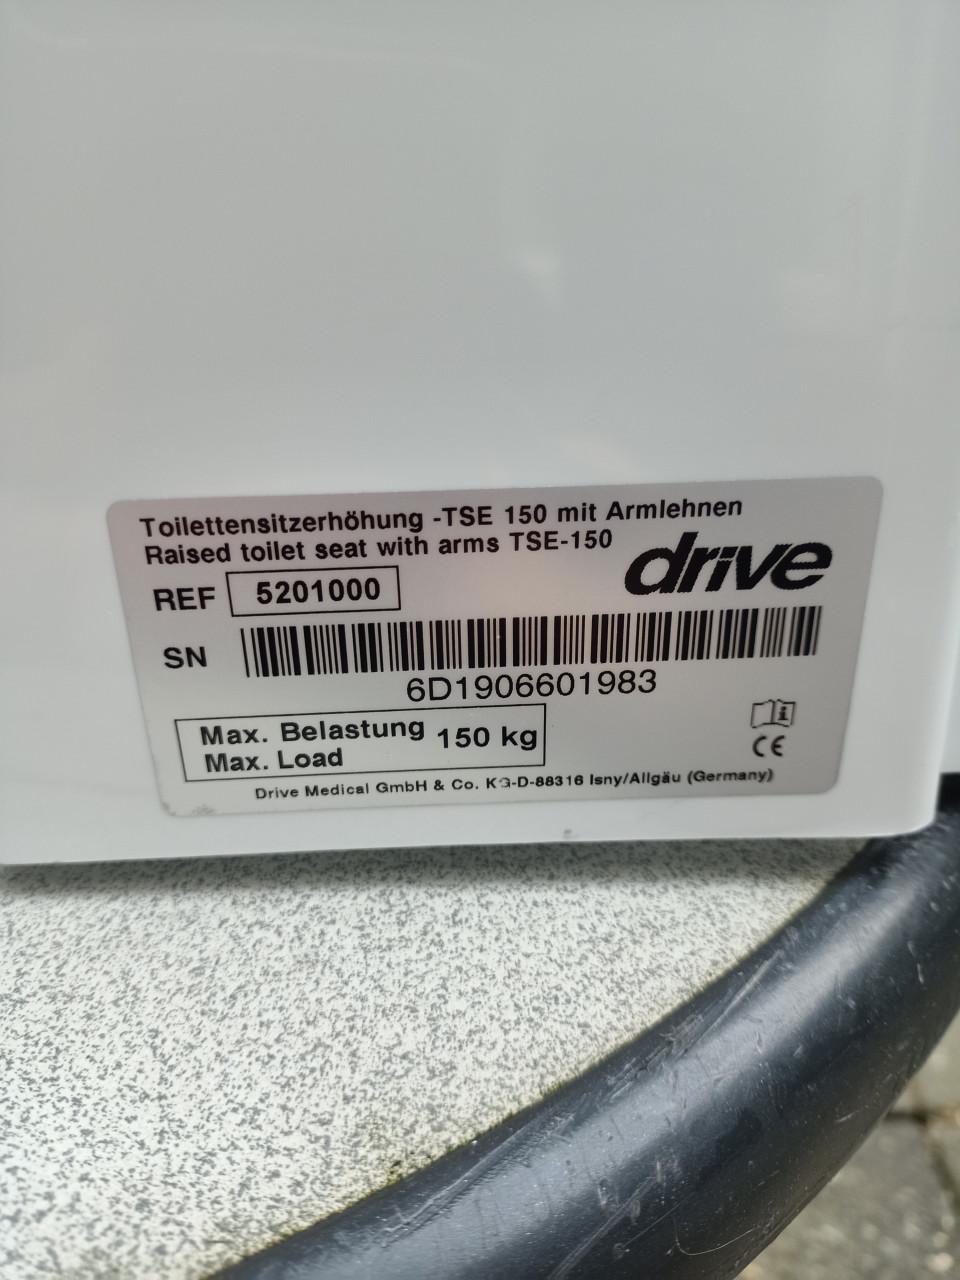 Toilettensitzerhöhung -TSE 150 mit Armlehnen
Raised toilet seat with arms TSE-150
drive
REF 5201000
SN
6D1906601983
Max. Belastung 150 kg
Max. Load
CE
Drive Medical GmbH & Co. KG-D-88316 Isny/Allgäu (Germany)